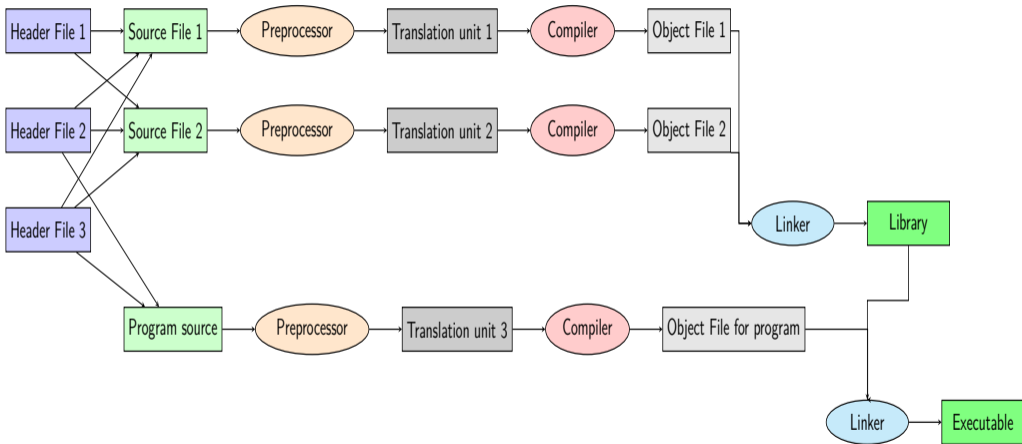 Header File 1
Source File 1
Preprocessor
Translation unit 1
Compiler
Object File 1
Header File 2
Source File 2
Preprocessor
Translation unit 2
Compiler
Object File 2
Header File 3
Linker
Library
Program source
Preprocessor
Translation unit 3
Compiler
Object File for program
Linker
Executable